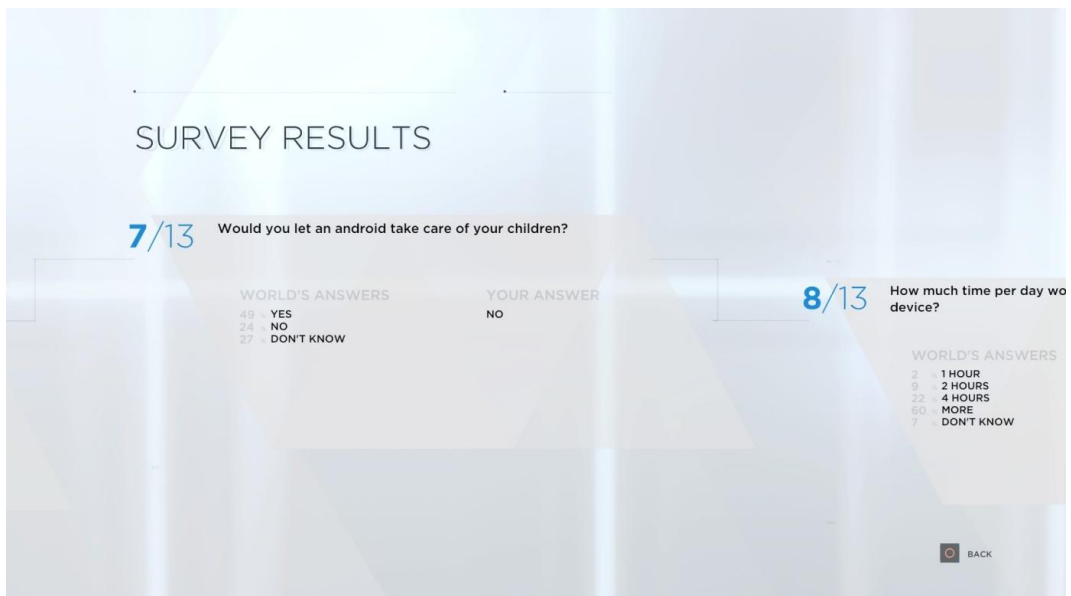 SURVEY RESULTS
7/13
Would you let an android take care of your children?
WORLD'S ANSWERS
49 % YES
24 % NO
27 % DON'T KNOW
YOUR ANSWER
NO
8/13
How much time per day wo
device?
WORLD'S ANSWERS
2 % 1 HOUR
9 % 2 HOURS
22 % 4 HOURS
60 % MORE
7 % DON'T KNOW
BACK